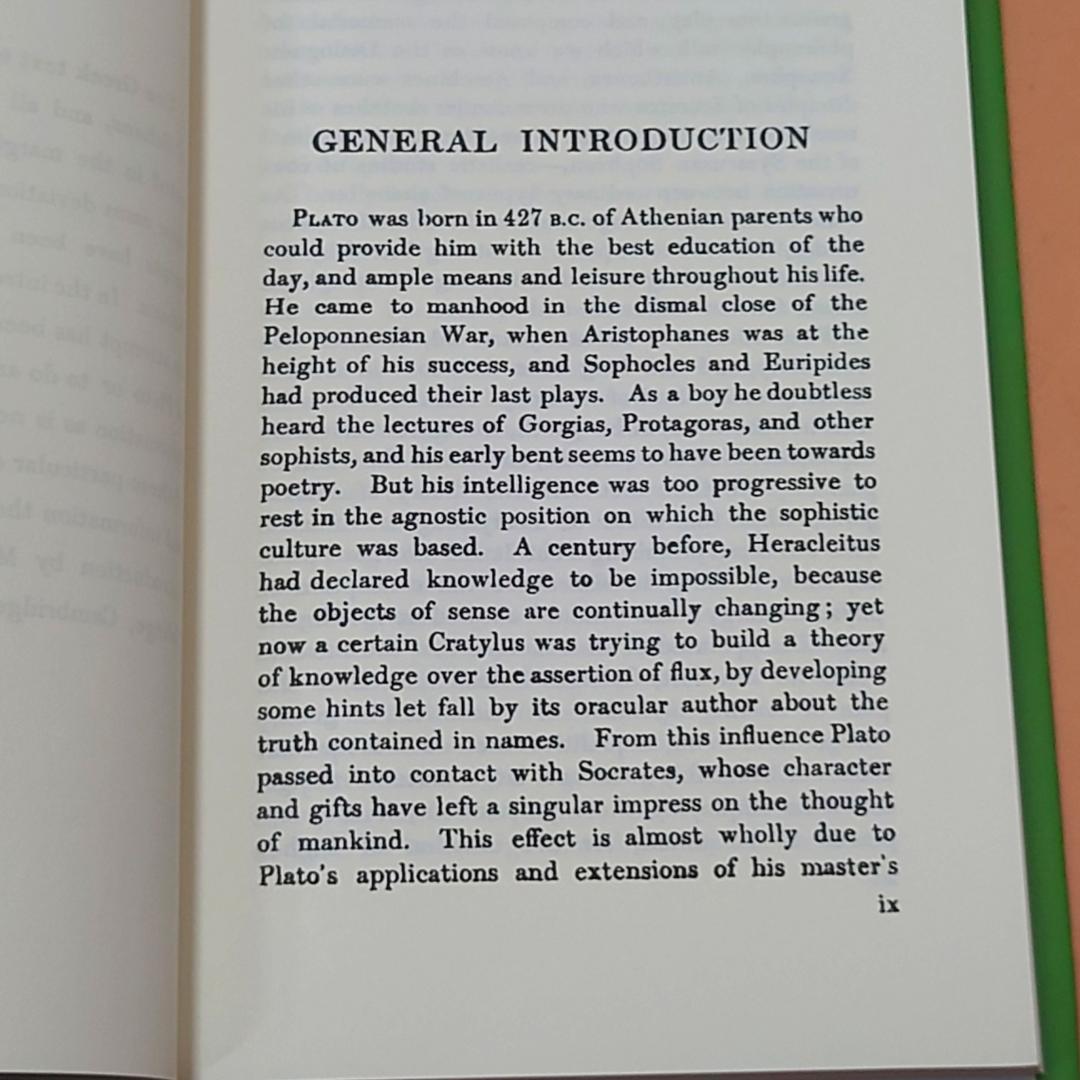 GENERAL INTRODUCTION
PLATO was born in 427 B.C. of Athenian parents who
could provide him with the best education of the
day, and ample means and leisure throughout his life.
He came to manhood in the dismal close of the
Peloponnesian War, when Aristophanes was at the
height of his success, and Sophocles and Euripides
had produced their last plays. As a boy he doubtless
heard the lectures of Gorgias, Protagoras, and other
sophists, and his early bent seems to have been towards
poetry. But his intelligence was too progressive to
rest in the agnostic position on which the sophistic
culture was based. A century before, Heracleitus
had declared knowledge to be impossible, because
the objects of sense are continually changing; yet
now a certain Cratylus was trying to build a theory
of knowledge over the assertion of flux, by developing
some hints let fall by its oracular author about the
truth contained in names. From this influence Plato
passed into contact with Socrates, whose character
and gifts have left a singular impress on the thought
of mankind. This effect is almost wholly due to
Plato's applications and extensions of his master's
ix